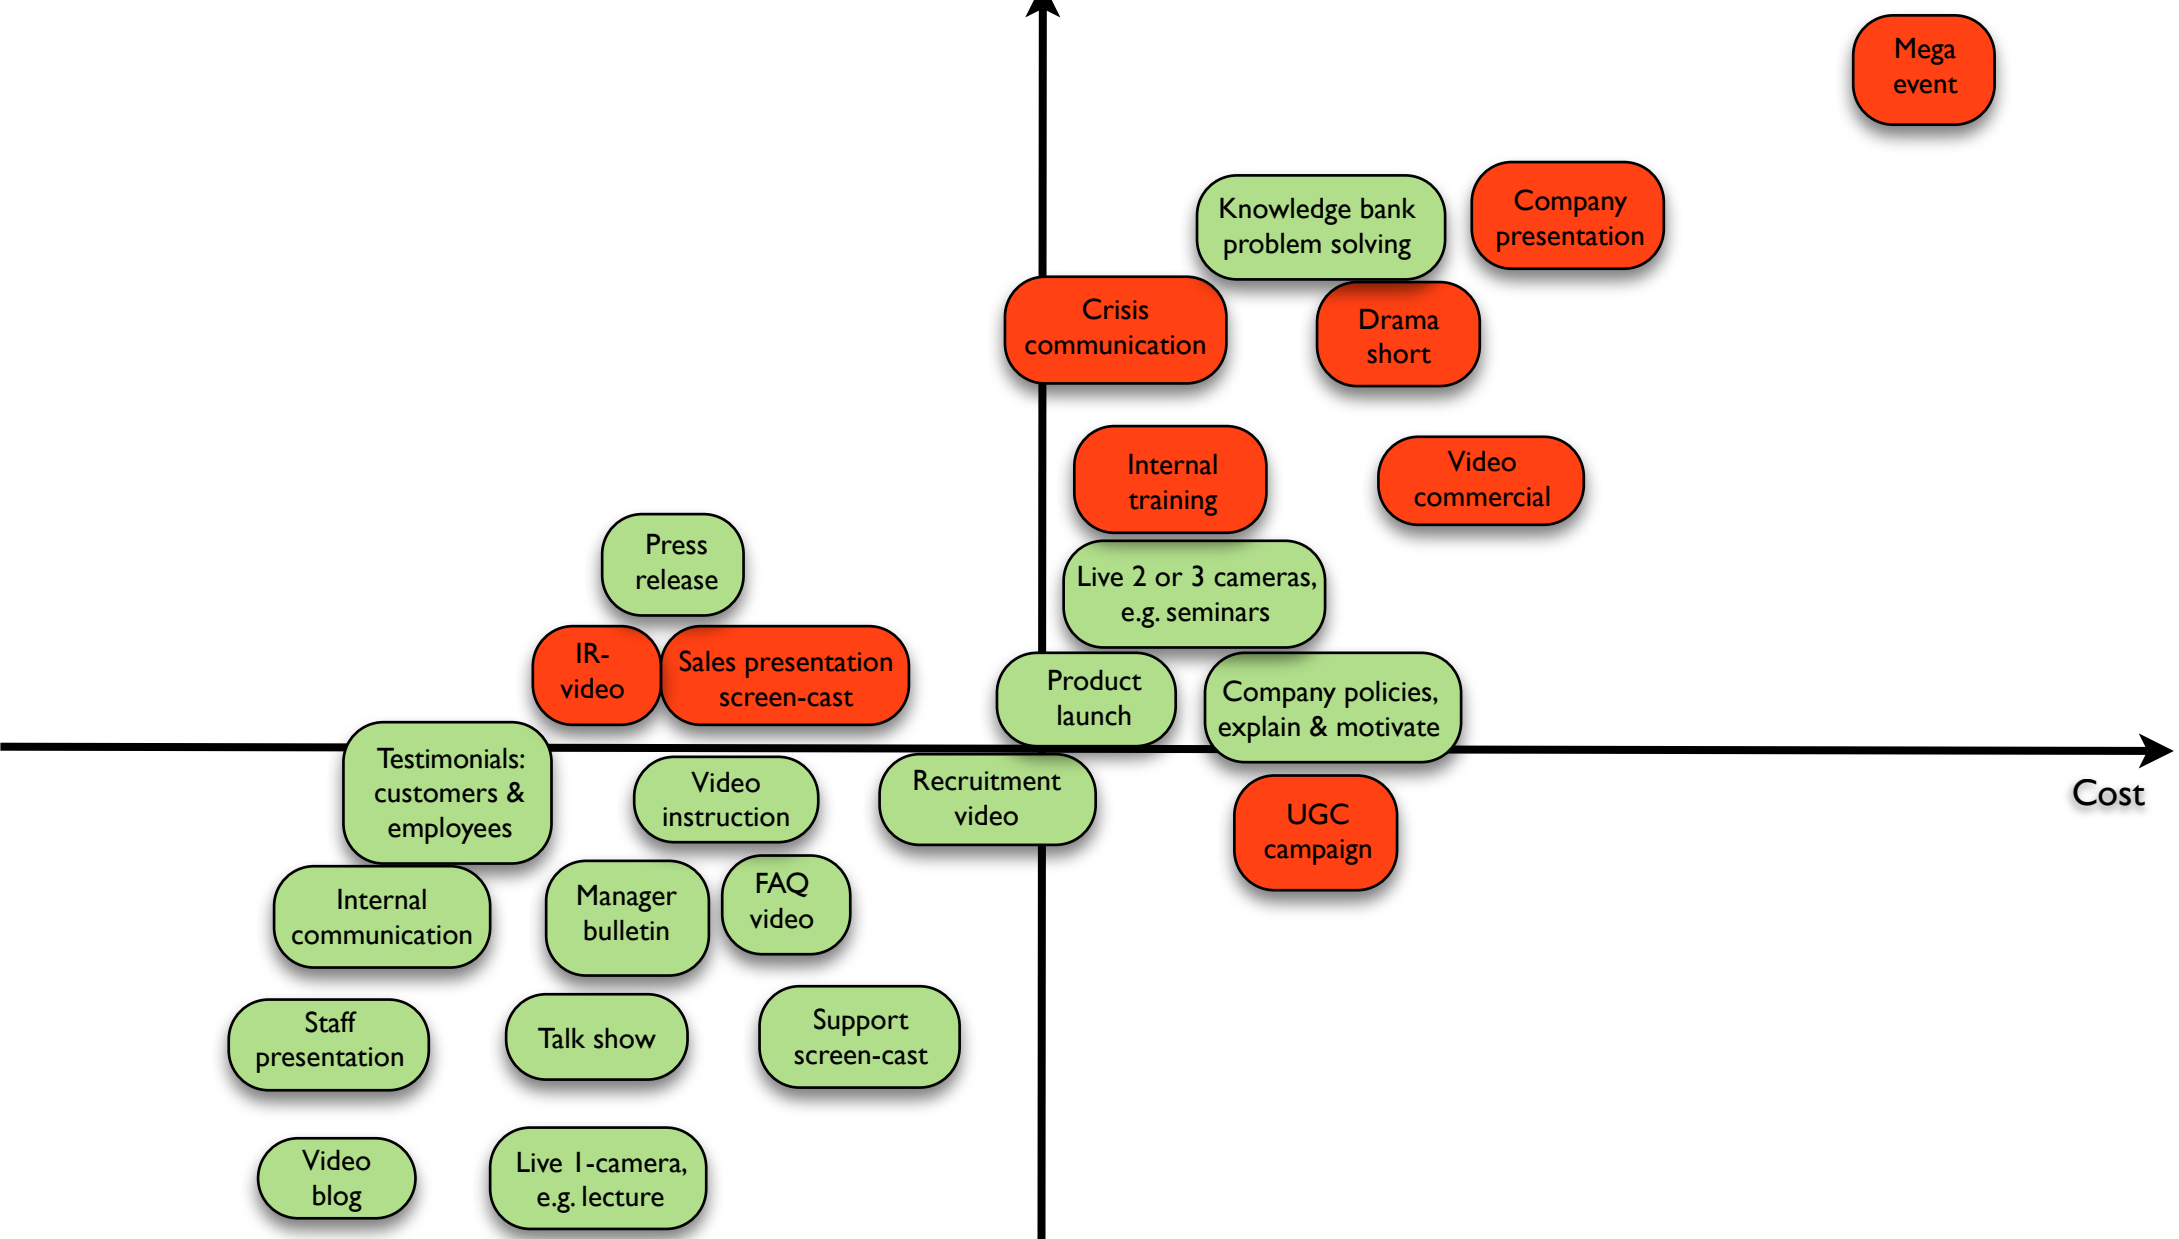 Mega
event
Knowledge bank
problem solving
Company
presentation
Crisis
communication
Drama
short
Internal
training
Video
commercial
Press
release
Live 2 or 3 cameras,
e.g. seminars
IR-
video
Sales presentation
screen-cast
Product
launch
Company policies,
explain & motivate
Cost
Testimonials:
customers &
employees
Video
instruction
Recruitment
video
UGC
campaign
Internal
communication
Manager
bulletin
FAQ
video
Staff
presentation
Talk show
Support
screen-cast
Video
blog
Live 1-camera,
e.g. lecture